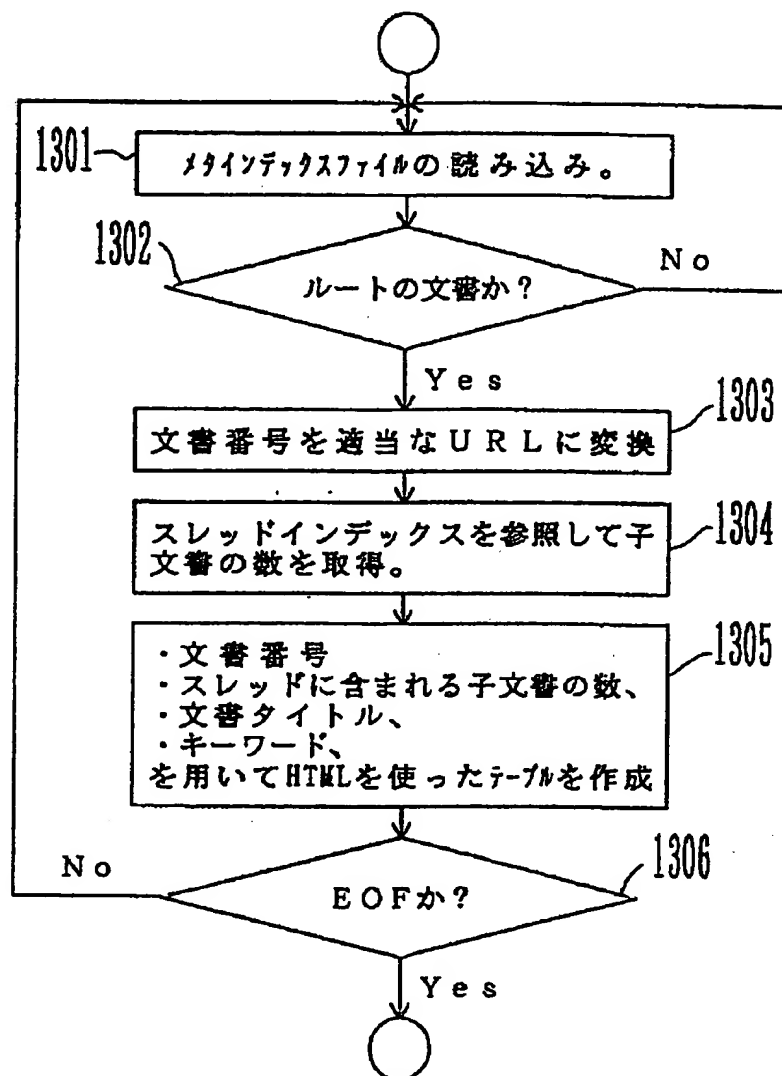 1301
メタインデックスファイルの読み込み。
1302
ルートの文書か?
No
Yes
1303
文書番号を適当なURLに変換
1304
スレッドインデックスを参照して子
文書の数を取得。
1305
・文書番号
・スレッドに含まれる子文書の数、
・文書タイトル、
・キーワード、
を用いてHTMLを使ったテーブルを作成
No
1306
EOFか?
Yes